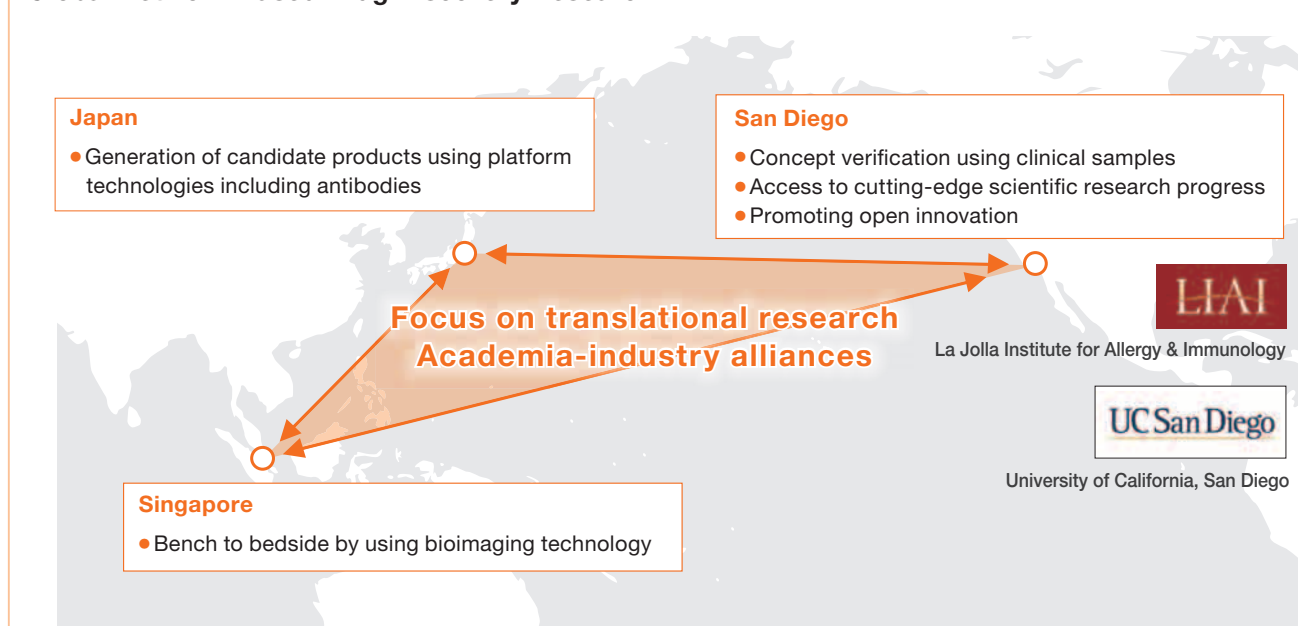 Japan
● Generation of candidate products using platform
technologies including antibodies
San Diego
● Concept verification using clinical samples
● Access to cutting-edge scientific research progress
● Promoting open innovation
Focus on translational research
Academia-industry alliances
LIAI
La Jolla Institute for Allergy & Immunology
UC San Diego
University of California, San Diego
Singapore
● Bench to bedside by using bioimaging technology